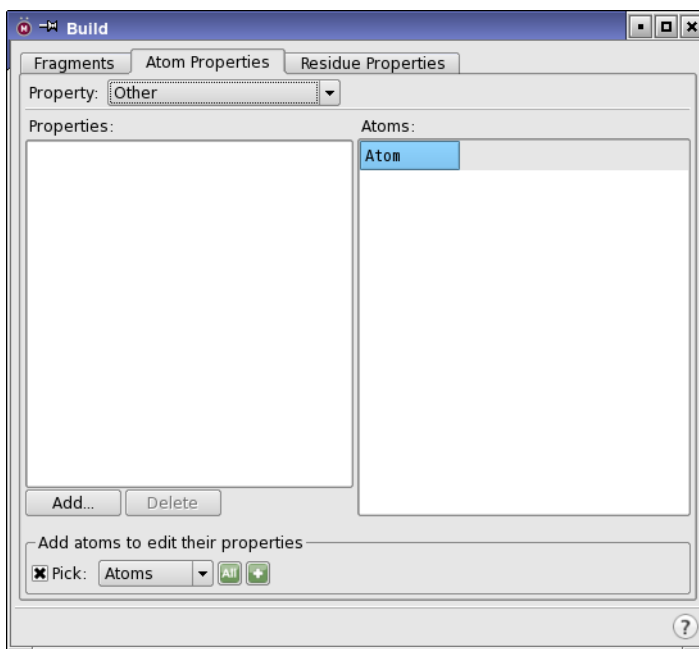 Build
Fragments Atom Properties Residue Properties
Property: Other
Properties: Atoms:
Atom
Add... Delete
Add atoms to edit their properties
Pick: Atoms All +
?